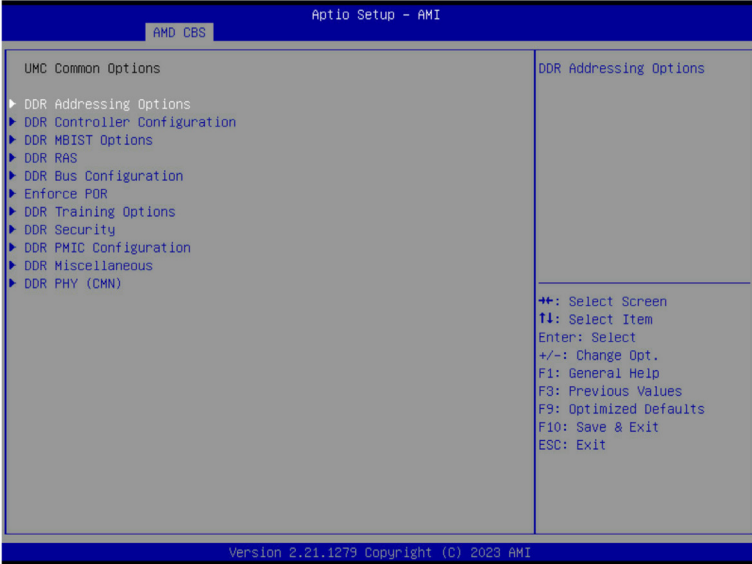 Aptio Setup – AMI
AMD CBS
UMC Common Options
DDR Addressing Options
DDR Controller Configuration
DDR MBIST Options
DDR RAS
DDR Bus Configuration
Enforce POR
DDR Training Options
DDR Security
DDR PMIC Configuration
DDR Miscellaneous
DDR PHY (CMN)
DDR Addressing Options
→←: Select Screen
↑↓: Select Item
Enter: Select
+/-: Change Opt.
F1: General Help
F3: Previous Values
F9: Optimized Defaults
F10: Save & Exit
ESC: Exit
Version 2.21.1279 Copyright (C) 2023 AMI